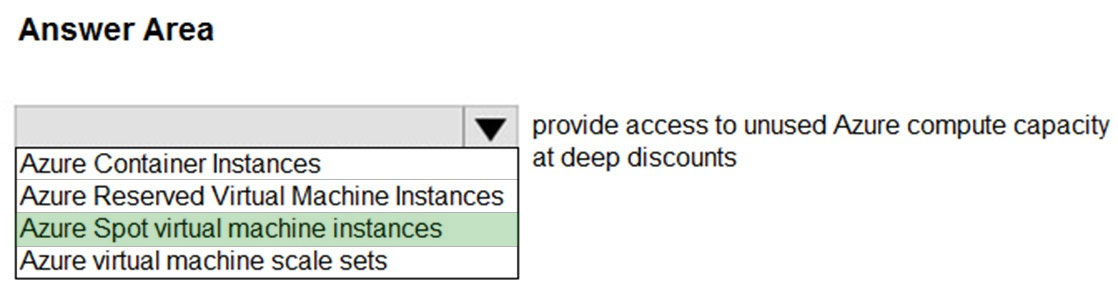 Answer Area
provide access to unused Azure compute capacity
at deep discounts
Azure Container Instances
Azure Reserved Virtual Machine Instances
Azure Spot virtual machine instances
Azure virtual machine scale sets